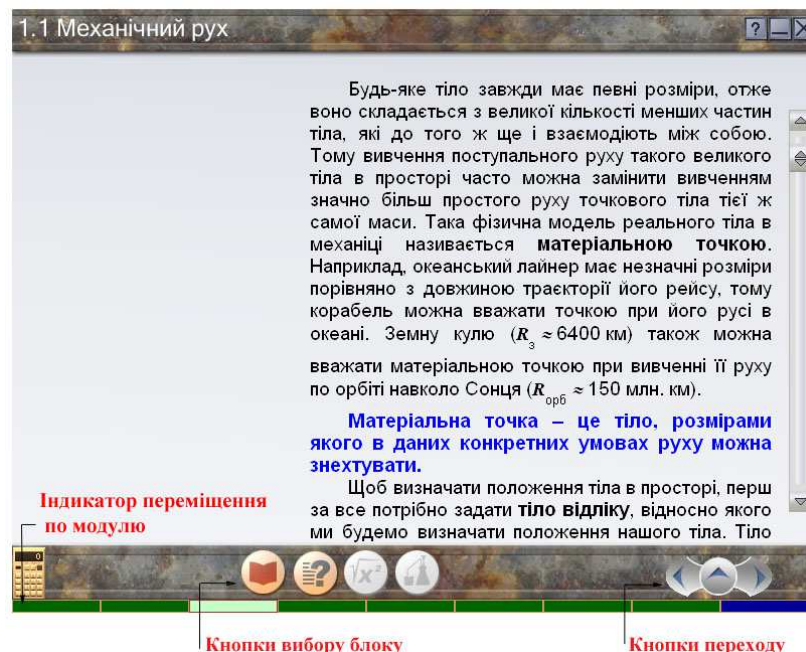 1.1 Механічний рух
Будь-яке тіло завжди має певні розміри, отже
воно складається з великої кількості менших частин
тіла, які до того ж ще і взаємодіють між собою.
Тому вивчення поступального руху такого великого
тіла в просторі часто можна замінити вивченням
значно більш простого руху точкового тіла тієї ж
самої маси. Така фізична модель реального тіла в
механіці називається матеріальною точкою.
Наприклад, океанський лайнер має незначні розміри
порівняно з довжиною траєкторії його рейсу, тому
корабель можна вважати точкою при його русі в
океані. Земну кулю (R з ≈ 6400 км) також можна
вважати матеріальною точкою при вивченні її руху
по орбіті навколо Сонця (R орб ≈ 150 млн. км).
Матеріальна точка – це тіло, розмірами
якого в даних конкретних умовах руху можна
знехтувати.
Щоб визначати положення тіла в просторі, перш
за все потрібно задати тіло відліку, відносно якого
ми будемо визначати положення нашого тіла. Тіло
Індикатор переміщення
по модулю
√x²
Кнопки вибору блоку
Кнопки переходу